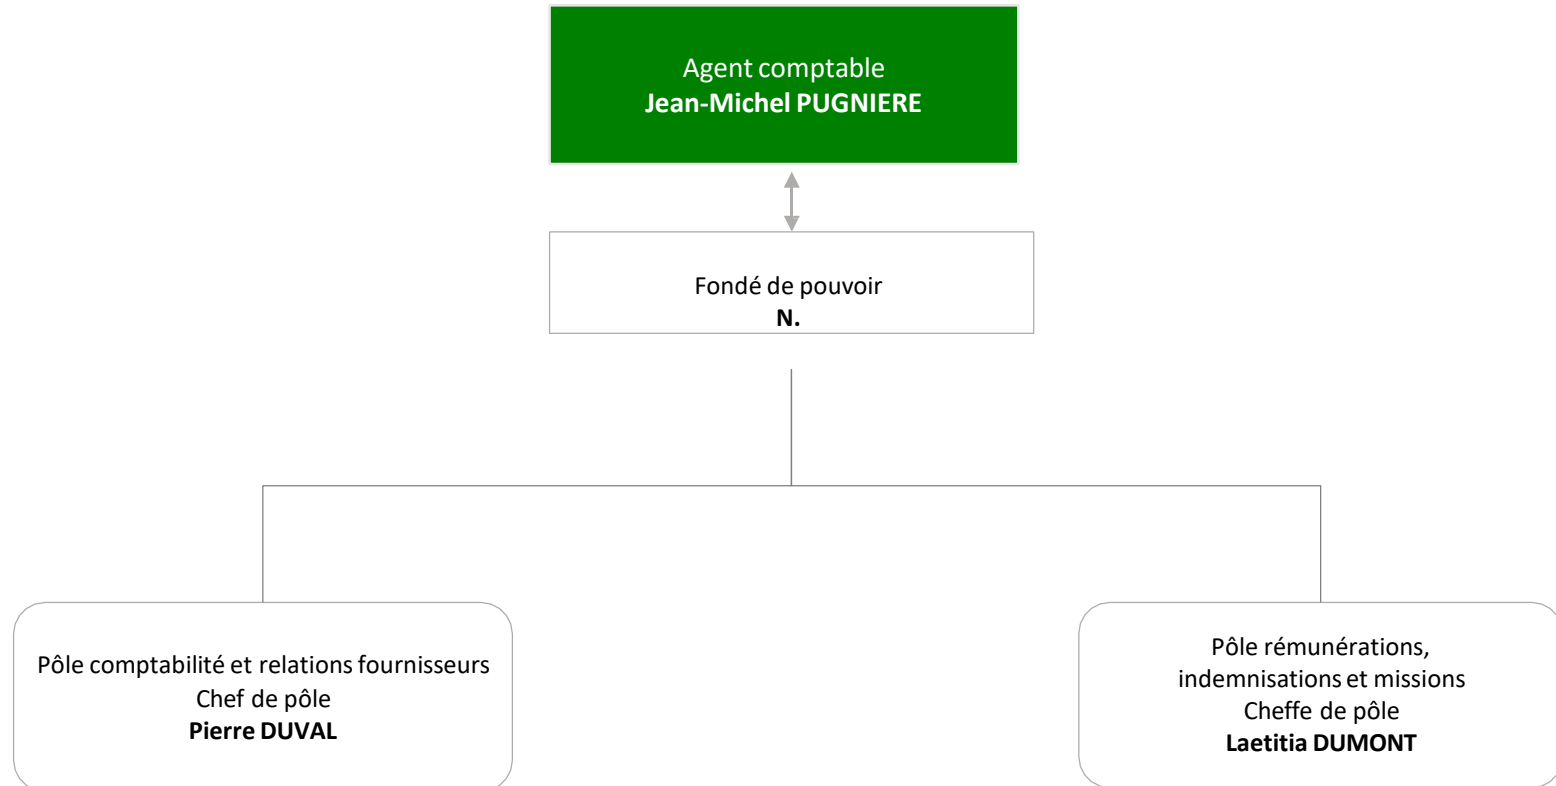 Agent comptable
Jean-Michel PUGNIERE
Fondé de pouvoir
N.
Pôle comptabilité et relations fournisseurs
Chef de pôle
Pierre DUVAL
Pôle rémunérations,
indemnisations et missions
Cheffe de pôle
Laetitia DUMONT